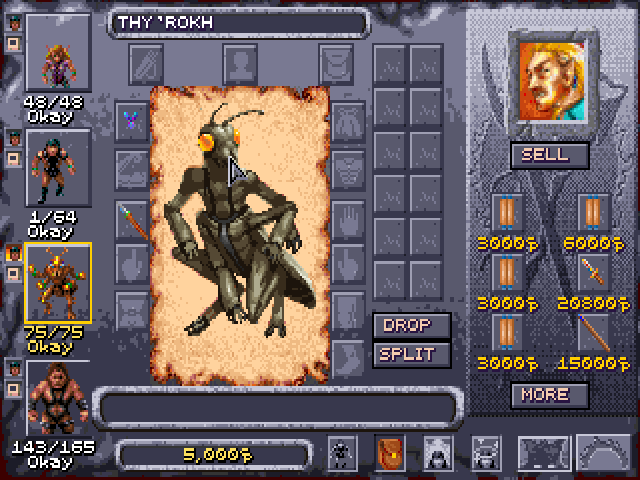 THY 'ROKH
48/48
Okay
1/64
Okay
75/75
Okay
143/165
Okay
SELL
3000
6000
3000
20800
3000
15000
MORE
DROP
SPLIT
5,000